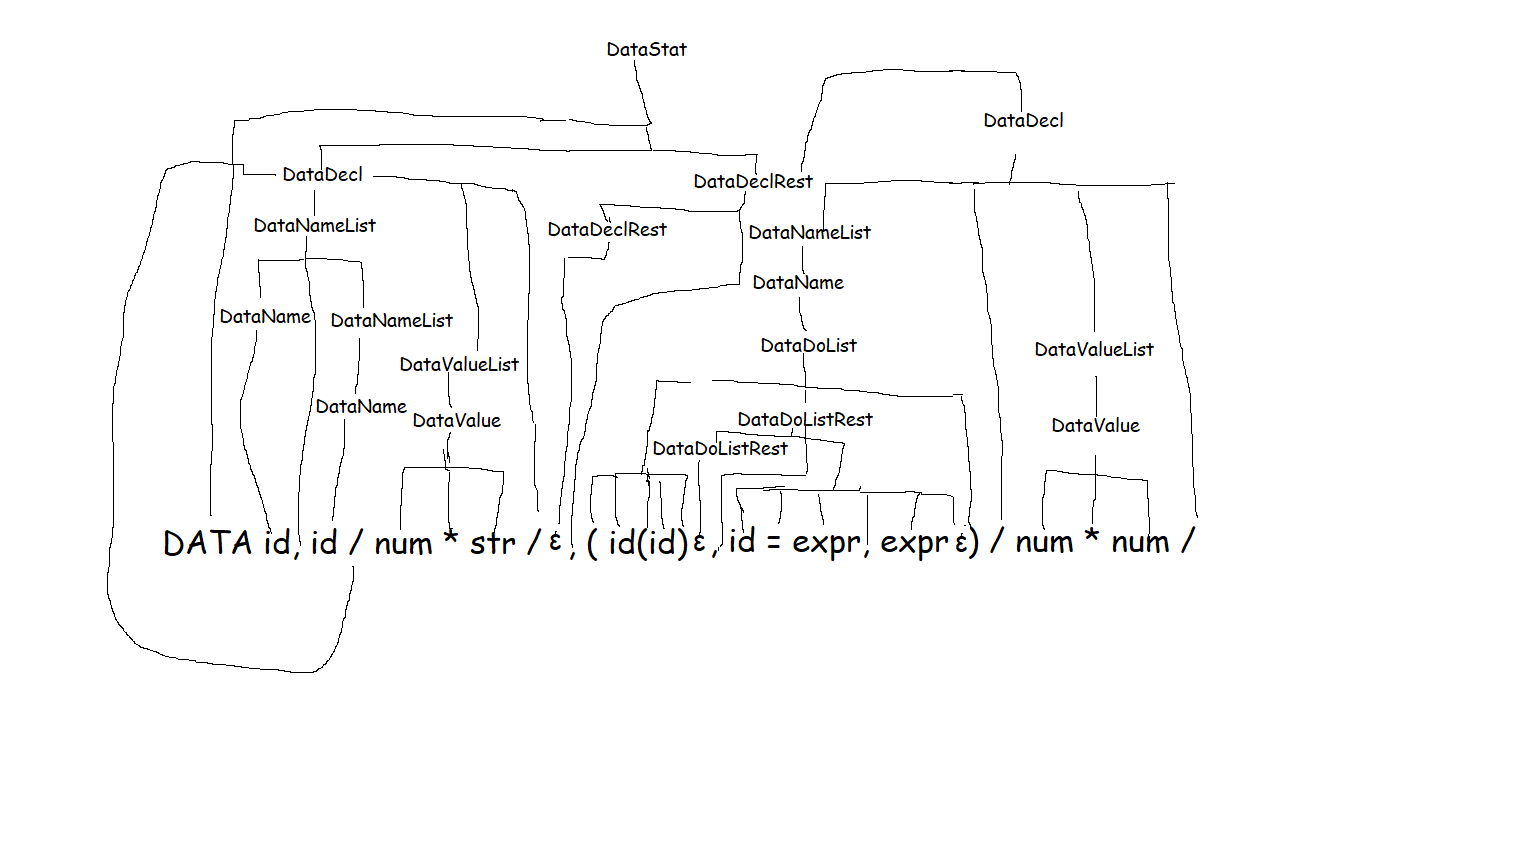 DataStat
DataDecl
DataDecl
DataDeclRest
DataNameList
DataDeclRest
DataNameList
DataName
DataName
DataNameList
DataDoList
DataValueList
DataValueList
DataName
DataValue
DataDoListRest
DataValue
DataDoListRest
DATA id, id / num * str / ε , ( id(id) ε , id = expr, expr ε) / num * num /